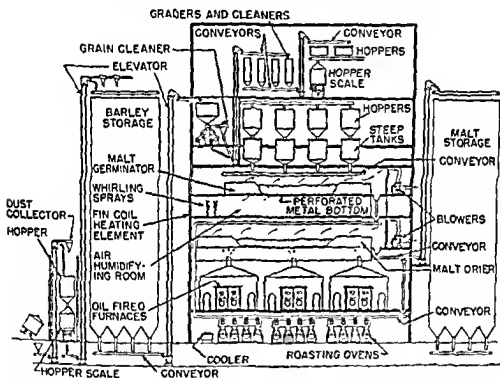 GRADERS AND CLEANERS
CONVEYORS
CONVEYOR
GRAIN CLEANER
HOPPERS
ELEVATOR
HOPPER
SCALE
BARLEY
STORAGE
HOPPERS
STEEP
TANKS
MALT
STORAGE
MALT
GERMINATOR
CONVEYOR
WHIRLING
SPRAYS
PERFORATED
METAL BOTTOM
DUST
COLLECTOR
FIN COIL
HEATING
ELEMENT
BLOWERS
HOPPER
CONVEYOR
AIR
HUMIDIFY-
ING ROOM
MALT DRIER
OIL FIRED
FURNACES
CONVEYOR
COOLER
ROASTING OVENS
HOPPER SCALE
CONVEYOR